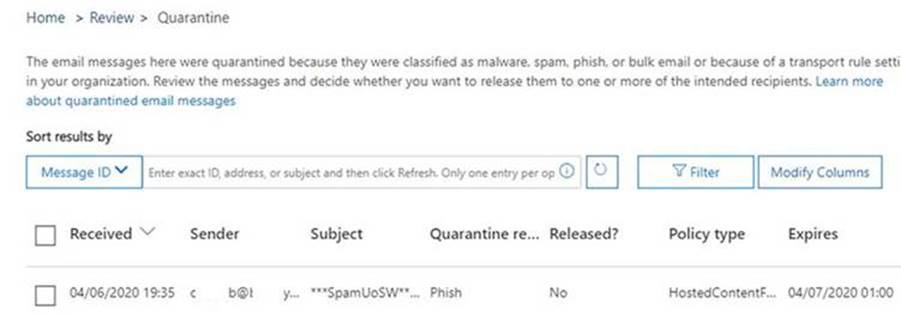 Home > Review > Quarantine
The email messages here were quarantined because they were classified as malware, spam, phish, or bulk email or because of a transport rule setti
in your organization. Review the messages and decide whether you want to release them to one or more of the intended recipients. Learn more
about quarantined email messages
Sort results by
Message ID Enter exact ID, address, or subject and then click Refresh. Only one entry per op Filter Modify Columns
Received Sender Subject Quarantine re... Released? Policy type Expires
04/06/2020 19:35 c b@b y... ***SpamUoSW**... Phish No HostedContentF... 04/07/2020 01:00